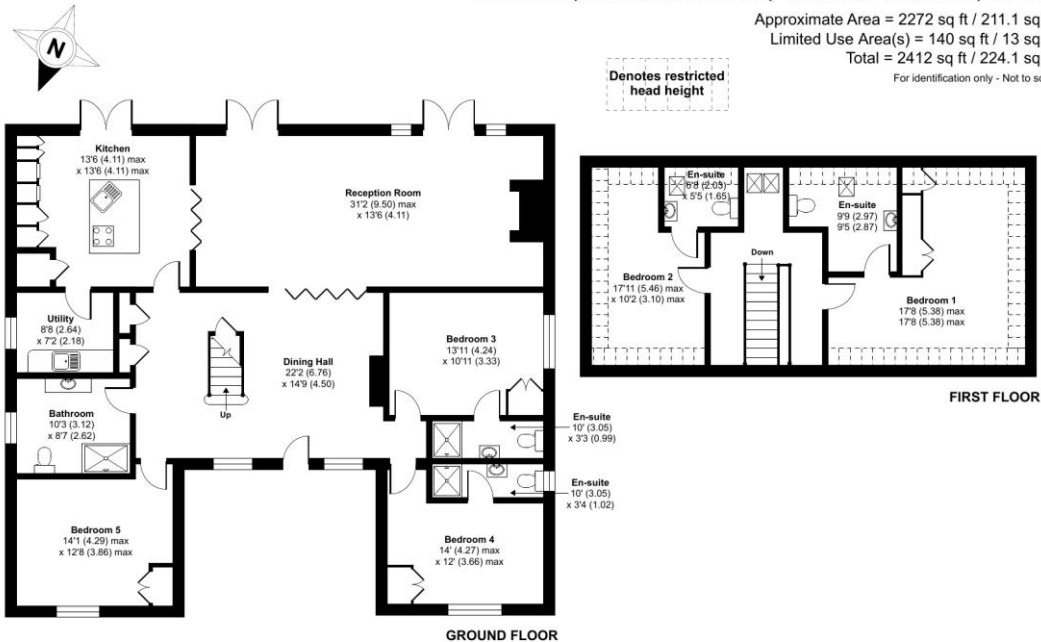 Approximate Area = 2272 sq ft / 211.1 sq
Limited Use Area(s) = 140 sq ft / 13 sq
Total = 2412 sq ft / 224.1 sq
For identification only - Not to sc
N
Denotes restricted
head height
Kitchen
13'6 (4.11) max
x 13'6 (4.11) max
Reception Room
31'2 (9.50) max
x 13'6 (4.11)
Utility
8'8 (2.64)
x 7'2 (2.18)
Dining Hall
22'2 (6.76)
x 14'9 (4.50)
Up
Bedroom 3
13'11 (4.24)
x 10'11 (3.33)
Bathroom
10'3 (3.12)
x 8'7 (2.62)
En-suite
10' (3.05)
x 3'3 (0.99)
En-suite
10' (3.05)
x 3'4 (1.02)
Bedroom 5
14'1 (4.29) max
x 12'8 (3.86) max
Bedroom 4
14' (4.27) max
x 12' (3.66) max
GROUND FLOOR
En-suite
6'8 (2.03)
x 5'5 (1.65)
En-suite
9'9 (2.97)
9'5 (2.87)
Down
Bedroom 2
17'11 (5.46) max
x 10'2 (3.10) max
Bedroom 1
17'8 (5.38) max
17'8 (5.38) max
FIRST FLOOR